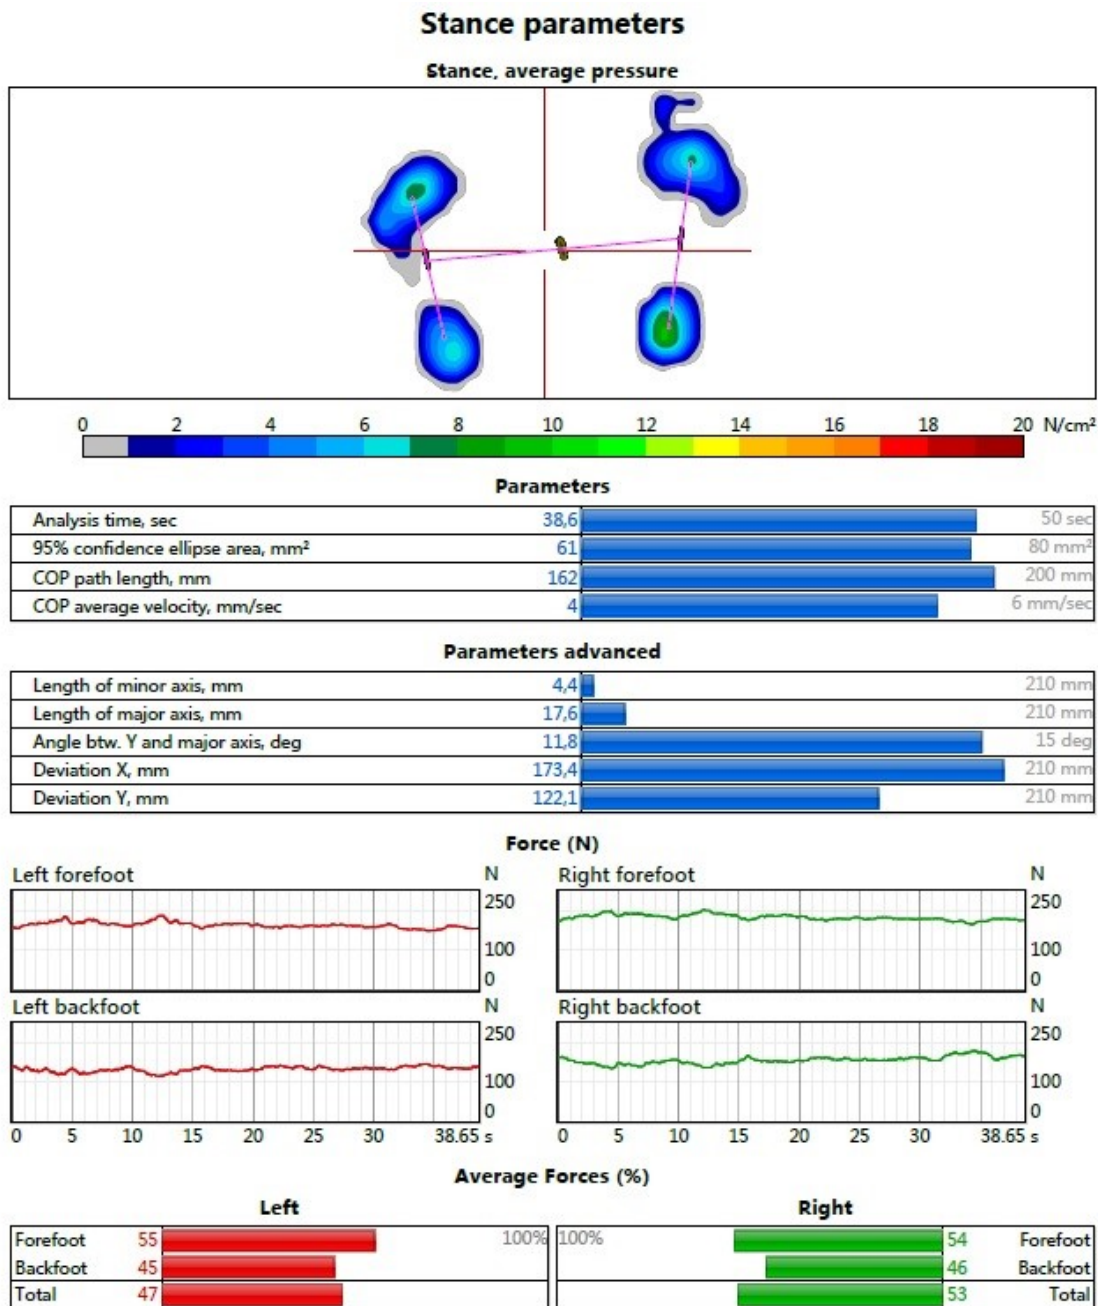 Stance parameters
Stance, average pressure
0 2 4 6 8 10 12 14 16 18 20 N/cm²
Parameters
Analysis time, sec 38,6 50 sec
95% confidence ellipse area, mm² 61 80 mm²
COP path length, mm 162 200 mm
COP average velocity, mm/sec 4 6 mm/sec
Parameters advanced
Length of minor axis, mm 4,4 210 mm
Length of major axis, mm 17,6 210 mm
Angle btw. Y and major axis, deg 11,8 15 deg
Deviation X, mm 173,4 210 mm
Deviation Y, mm 122,1 210 mm
Force (N)
Left forefoot N Right forefoot N
250 250
100 100
0 0
Left backfoot N Right backfoot N
250 250
100 100
0 0
0 5 10 15 20 25 30 38.65 s 0 5 10 15 20 25 30 38.65 s
Average Forces (%)
Left Right
Forefoot 55 100% 100% 54 Forefoot
Backfoot 45 46 Backfoot
Total 47 53 Total